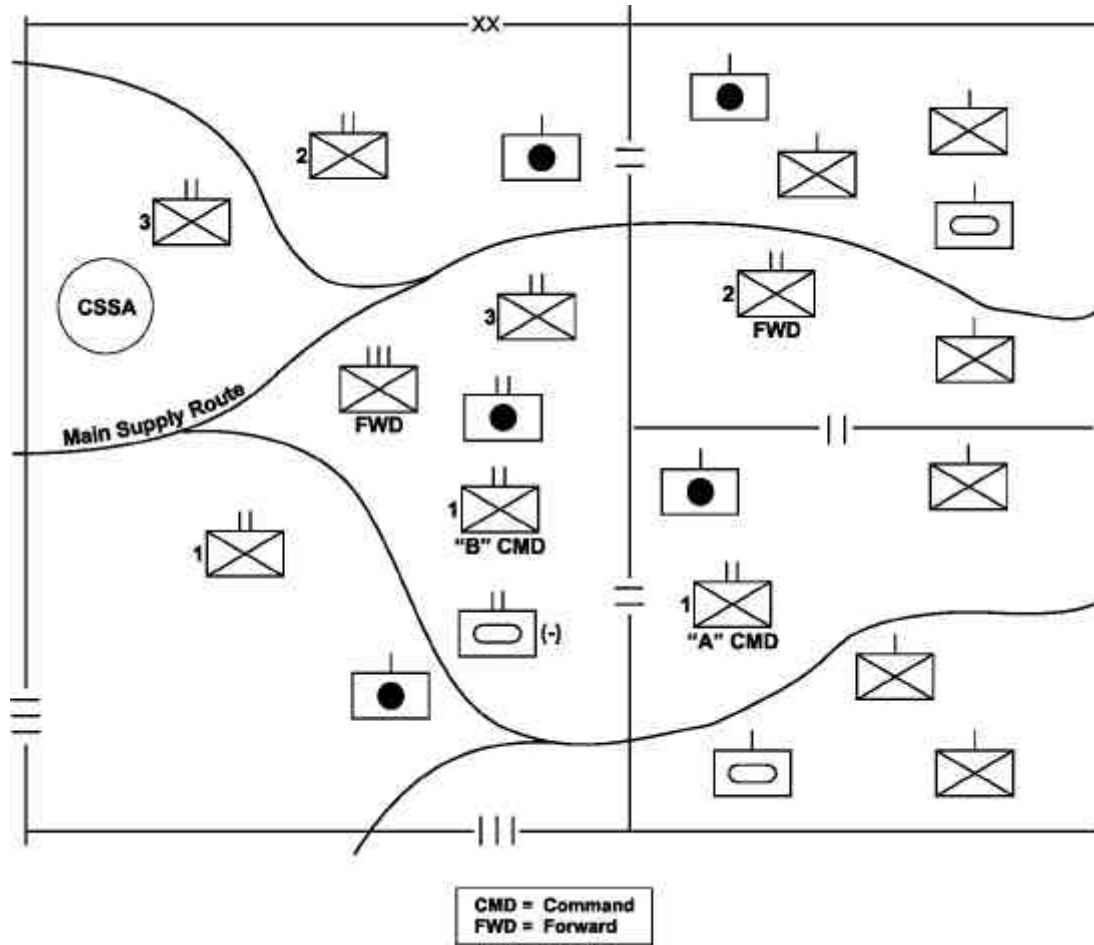 XX
2
3
CSSA
3
2
FWD
FWD
Main Supply Route
1
"B" CMD
1
1
"A" CMD
(-)
CMD = Command
FWD = Forward